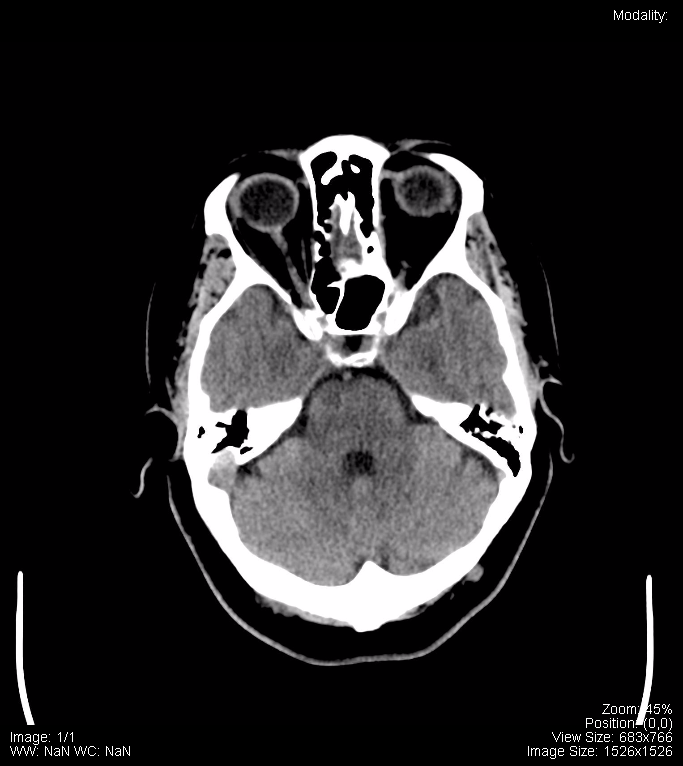 Modality:
Image: 1/1
WW: NaN WC: NaN
Zoom: 45%
Position: (0,0)
View Size: 683x766
Image Size: 1526x1526